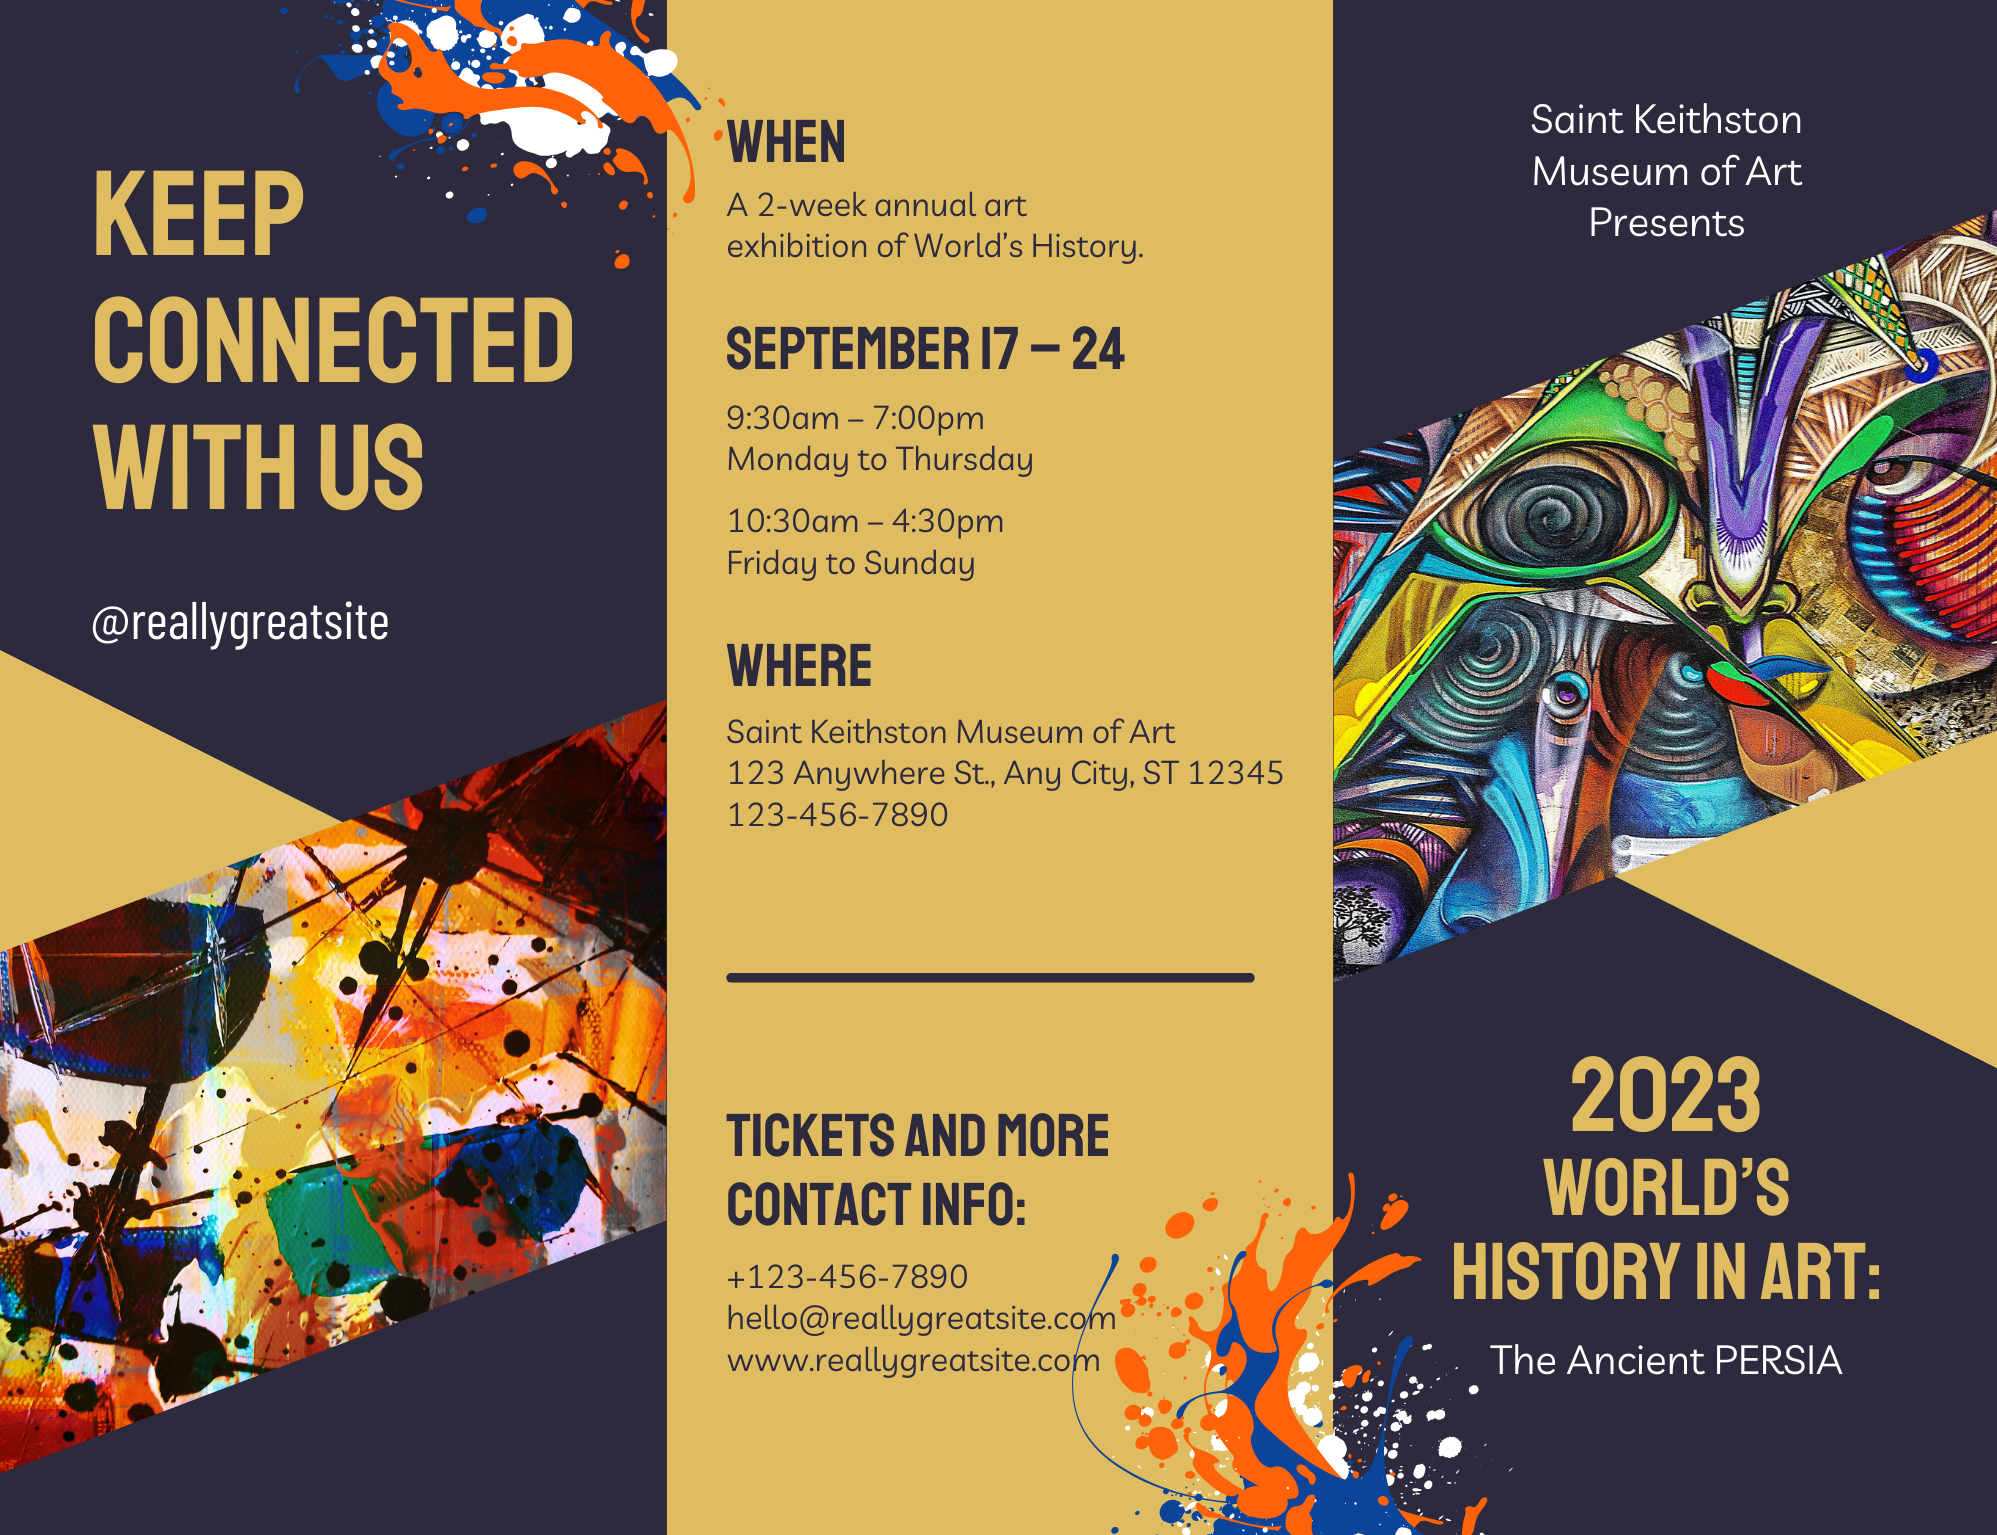 KEEP
CONNECTED
WITH US
@reallygreatsite
WHEN
A 2-week annual art
exhibition of World’s History.
SEPTEMBER 17 – 24
9:30am – 7:00pm
Monday to Thursday
10:30am – 4:30pm
Friday to Sunday
WHERE
Saint Keithston Museum of Art
123 Anywhere St., Any City, ST 12345
123-456-7890
TICKETS AND MORE
CONTACT INFO:
+123-456-7890
hello@reallygreatsite.com
www.reallygreatsite.com
Saint Keithston
Museum of Art
Presents
2023
WORLD’S
HISTORY IN ART:
The Ancient PERSIA